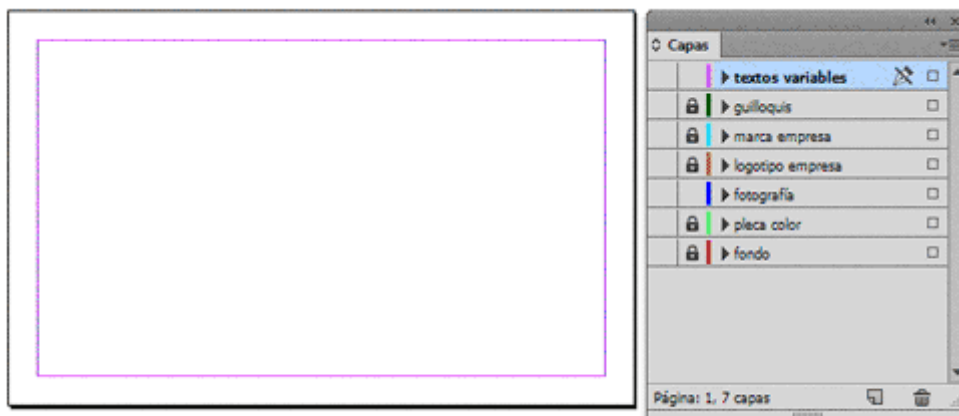 Capas
textos variables
guilloquis
marca empresa
logotipo empresa
fotografía
pleca color
fondo
Página: 1, 7 capas